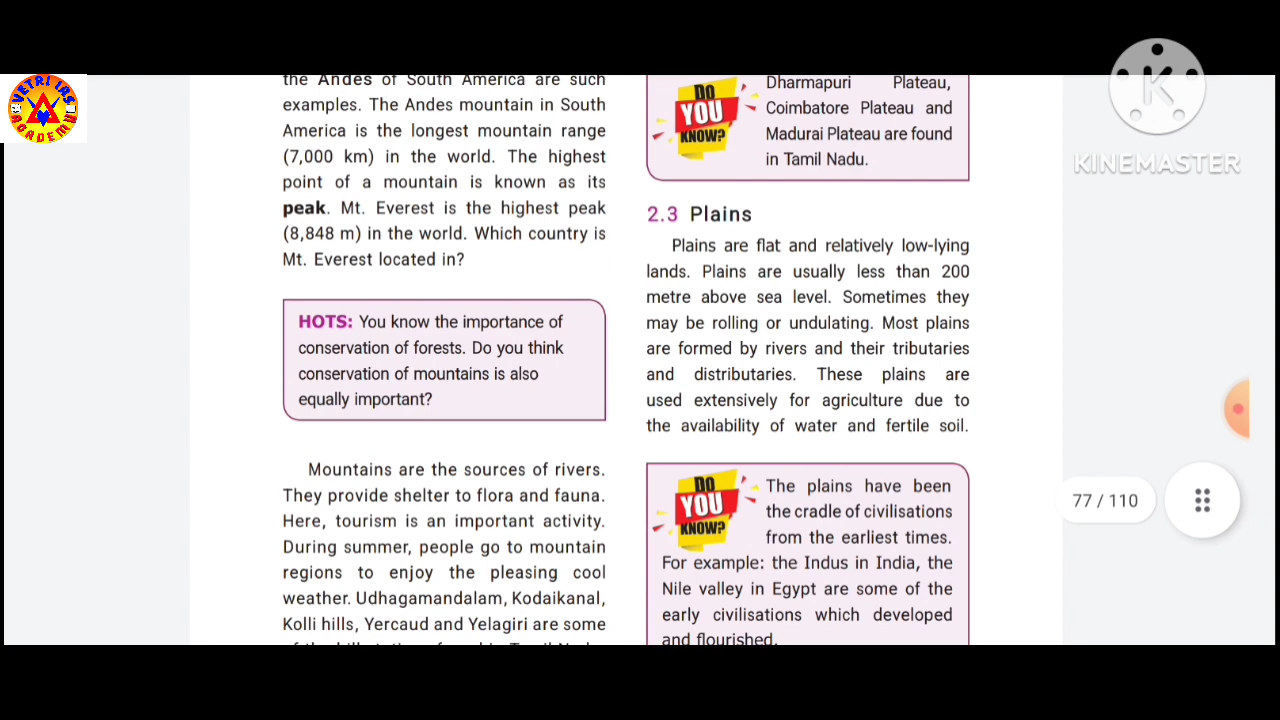 VETRI IAS
ACADEMY
the Andes of South America are such
examples. The Andes mountain in South
America is the longest mountain range
(7,000 km) in the world. The highest
point of a mountain is known as its
peak. Mt. Everest is the highest peak
(8,848 m) in the world. Which country is
Mt. Everest located in?
HOTS: You know the importance of
conservation of forests. Do you think
conservation of mountains is also
equally important?
Mountains are the sources of rivers.
They provide shelter to flora and fauna.
Here, tourism is an important activity.
During summer, people go to mountain
regions to enjoy the pleasing cool
weather. Udhagamandalam, Kodaikanal,
Kolli hills, Yercaud and Yelagiri are some
DO
YOU
KNOW?
Dharmapuri Plateau,
Coimbatore Plateau and
Madurai Plateau are found
in Tamil Nadu.
2.3 Plains
Plains are flat and relatively low-lying
lands. Plains are usually less than 200
metre above sea level. Sometimes they
may be rolling or undulating. Most plains
are formed by rivers and their tributaries
and distributaries. These plains are
used extensively for agriculture due to
the availability of water and fertile soil.
DO
YOU
KNOW?
The plains have been
the cradle of civilisations
from the earliest times.
For example: the Indus in India, the
Nile valley in Egypt are some of the
early civilisations which developed
and flourished.
K
KINEMASTER
77 / 110